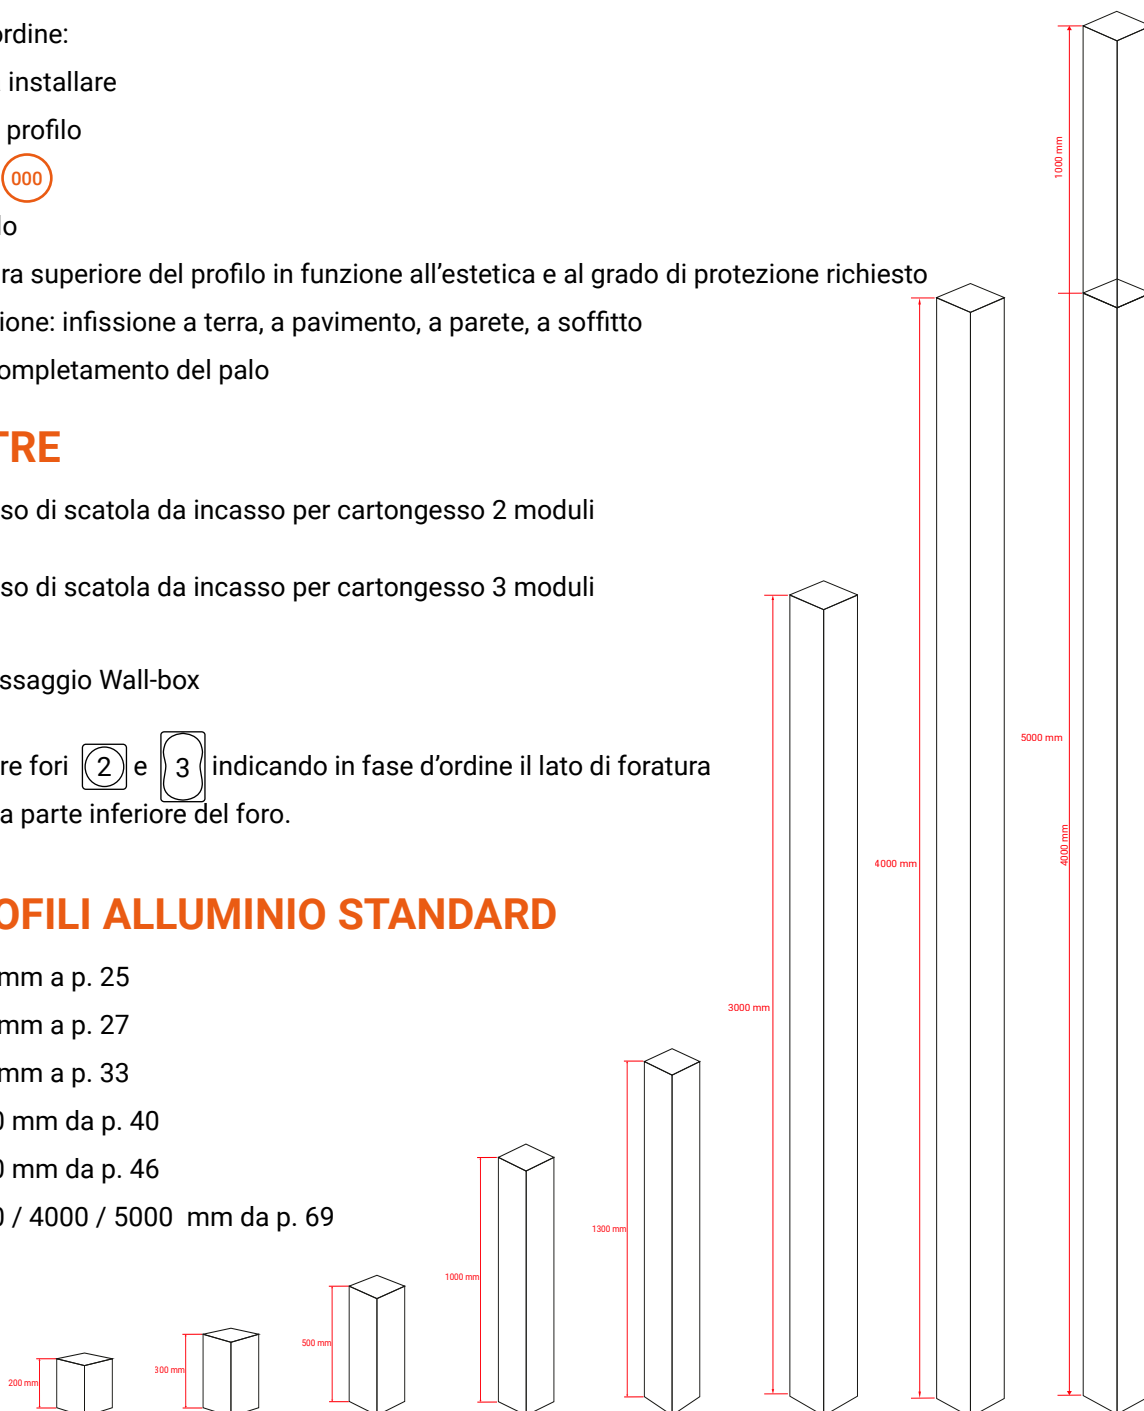 ordine:
installare
profilo
000
lo
ra superiore del profilo in funzione all’estetica e al grado di protezione richiesto
ione: infissione a terra, a pavimento, a parete, a soffitto
ompletamento del palo
TRE
so di scatola da incasso per cartongesso 2 moduli
so di scatola da incasso per cartongesso 3 moduli
ssaggio Wall-box
re fori 2 e 3 indicando in fase d’ordine il lato di foratura
a parte inferiore del foro.
OFILI ALLUMINIO STANDARD
mm a p. 25
mm a p. 27
mm a p. 33
0 mm da p. 40
0 mm da p. 46
0 / 4000 / 5000 mm da p. 69
200 mm
300 mm
500 mm
1000 mm
1300 mm
3000 mm
4000 mm
5000 mm
1000 mm
4000 mm